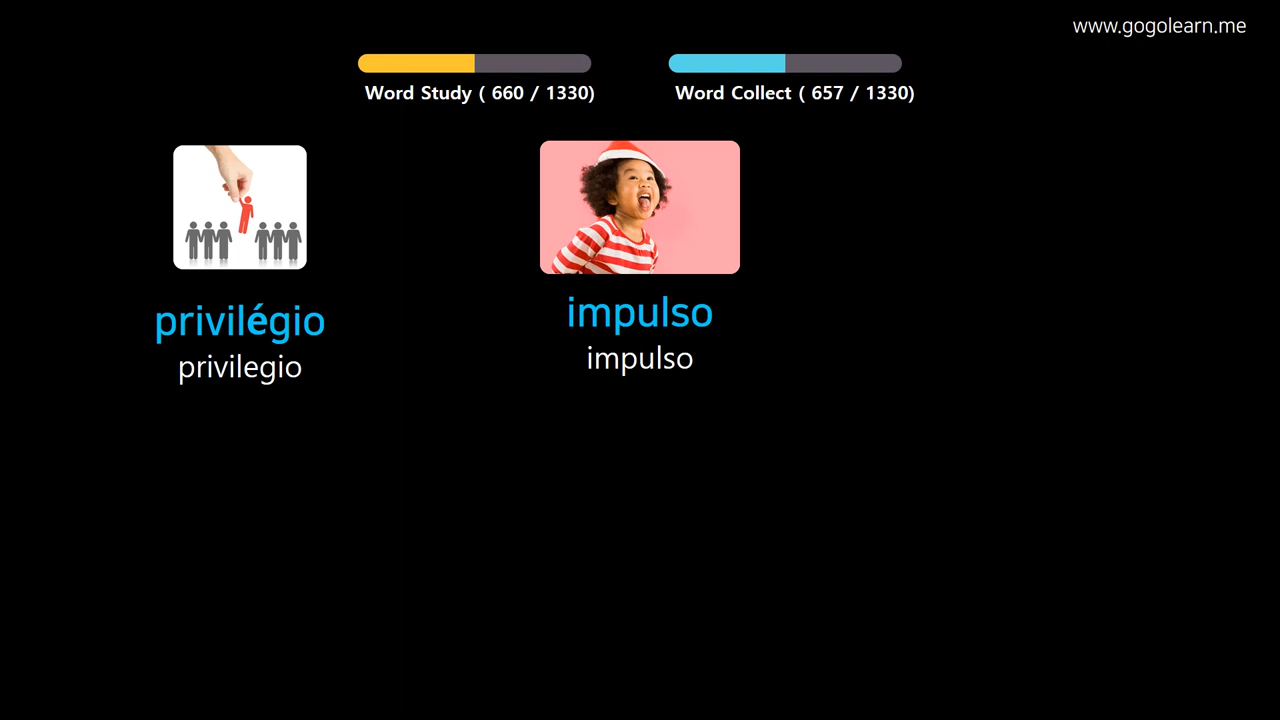 www.gogolearn.me
Word Study ( 660 / 1330)
Word Collect ( 657 / 1330)
privilégio
privilegio
impulso
impulso